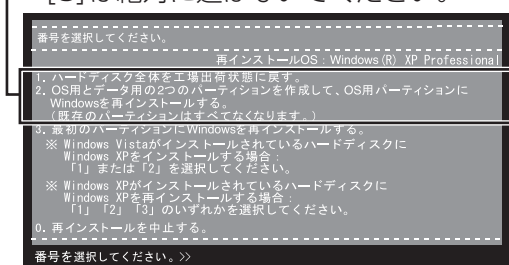 [3]は絶対に選ばないでください。
番号を選択してください。
再インストールOS：Windows(R) XP Professional
1. ハードディスク全体を工場出荷状態に戻す。
2. OS用とデータ用の2つのパーティションを作成して、OS用パーティションに
Windowsを再インストールする。
（既存のパーティションはすべてなくなります。）
3. 最初のパーティションにWindowsを再インストールする。
※ Windows Vistaがインストールされているハードディスクに
Windows XPをインストールする場合：
「1」または「2」を選択してください。
※ Windows XPがインストールされているハードディスクに
Windows XPを再インストールする場合：
「1」「2」「3」のいずれかを選択してください。
0. 再インストールを中止する。
番号を選択してください。>>